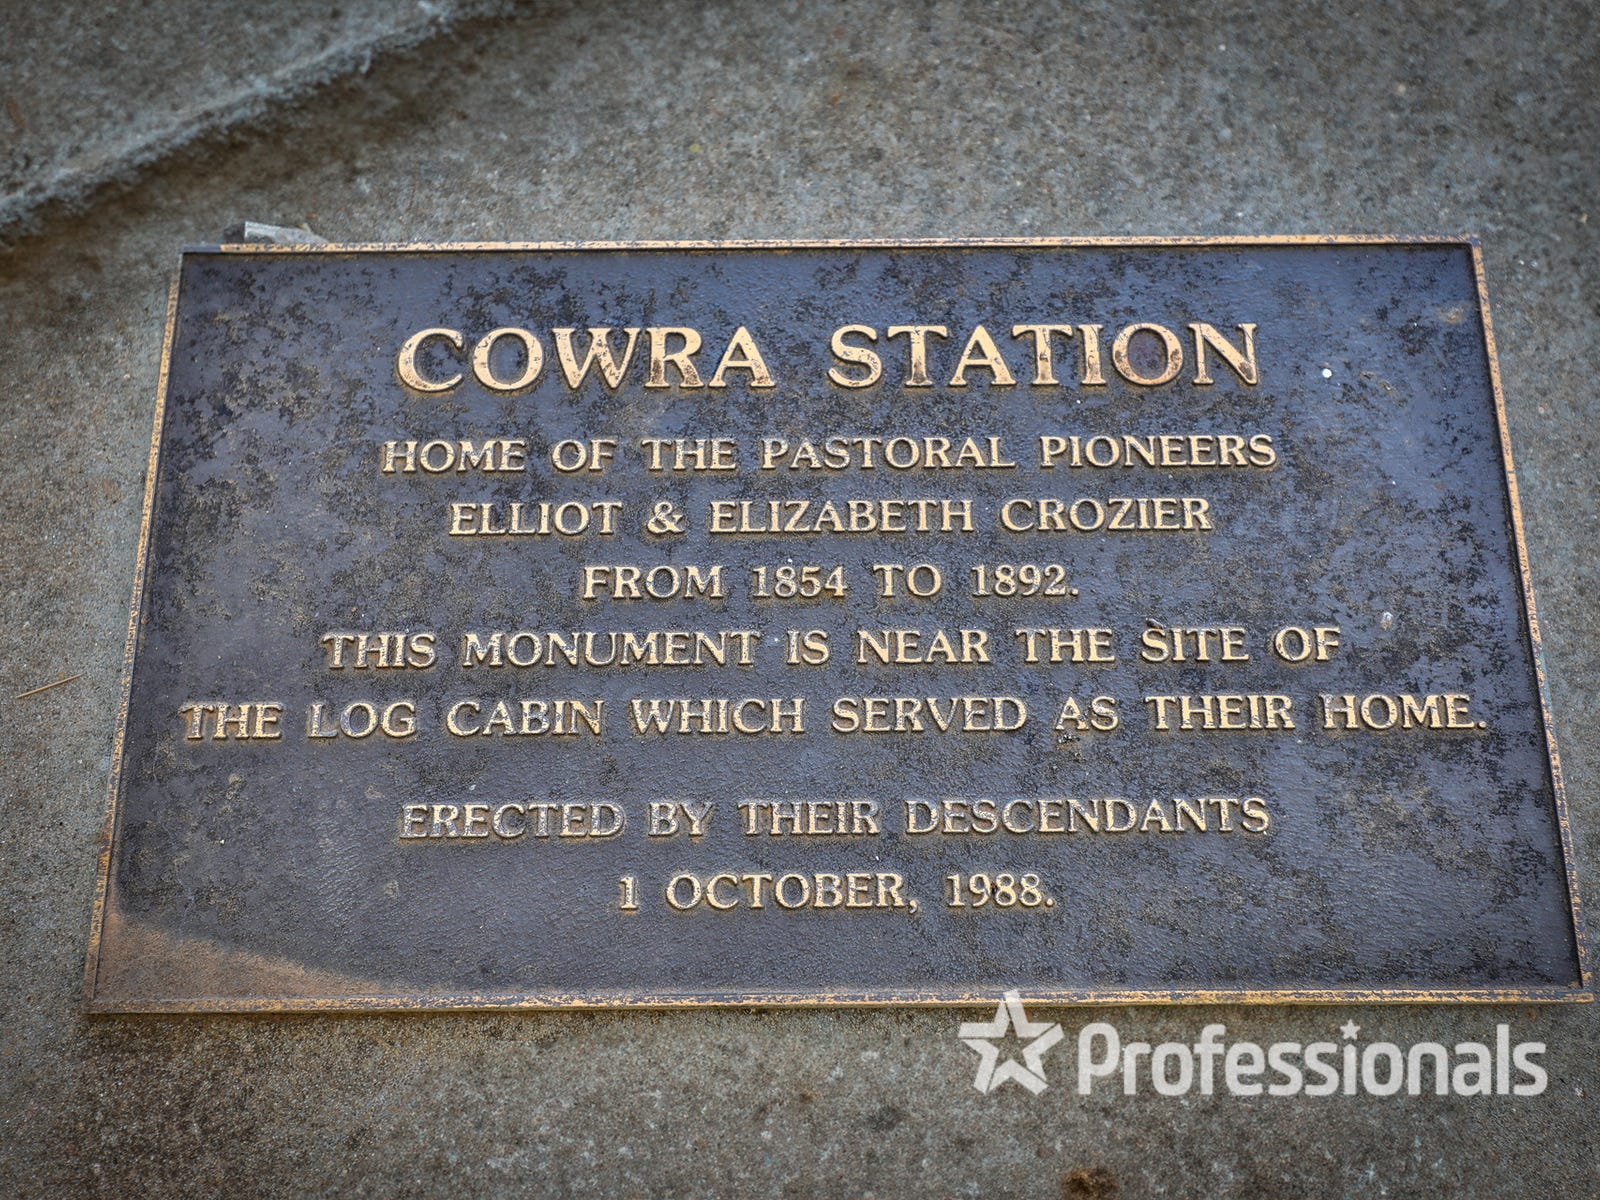 COWRA STATION
HOME OF THE PASTORAL PIONEERS
ELLIOT & ELIZABETH CROZIER
FROM 1854 TO 1892.
THIS MONUMENT IS NEAR THE SITE OF
THE LOG CABIN WHICH SERVED AS THEIR HOME.
ERECTED BY THEIR DESCENDANTS
1 OCTOBER, 1988.
Professionals